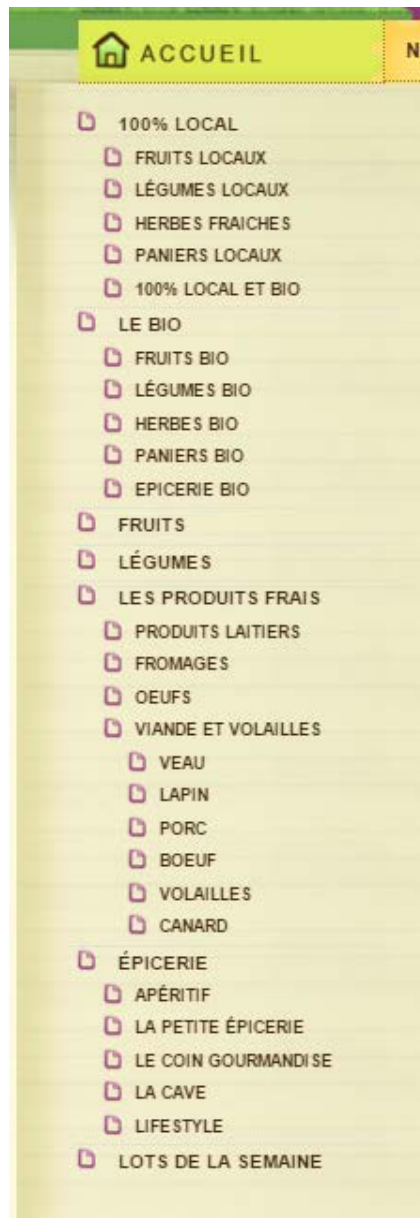 ACCUEIL N
100% LOCAL
FRUITS LOCAUX
LÉGUMES LOCAUX
HERBES FRAICHES
PANIERS LOCAUX
100% LOCAL ET BIO
LE BIO
FRUITS BIO
LÉGUMES BIO
HERBES BIO
PANIERS BIO
EPICERIE BIO
FRUITS
LÉGUMES
LES PRODUITS FRAIS
PRODUITS LAITIERS
FROMAGES
OEUFS
VIANDE ET VOLAILLES
VEAU
LAPIN
PORC
BOEUF
VOLAILLES
CANARD
ÉPICERIE
APÉRITIF
LA PETITE ÉPICERIE
LE COIN GOURMANDISE
LA CAVE
LIFESTYLE
LOTS DE LA SEMAINE